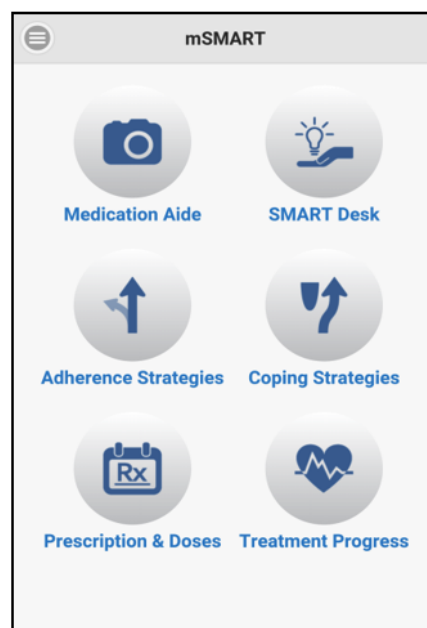 mSMART
Medication Aide
SMART Desk
Adherence Strategies
Coping Strategies
Rx
Prescription & Doses
Treatment Progress